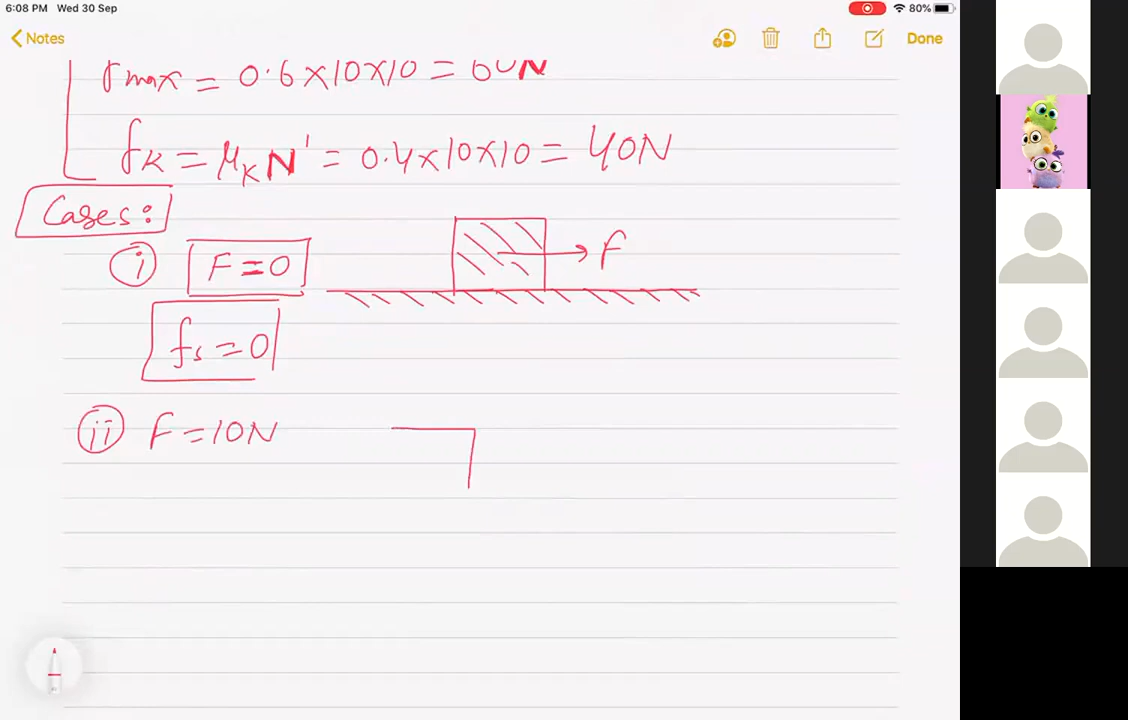 6:08 PM Wed 30 Sep
80%
Notes
Done
fmax = 0.6×10×10 = 60N
fK = μK N' = 0.4×10×10 = 40N
Cases:
i F = 0
F
fs = 0
ii F = 10N